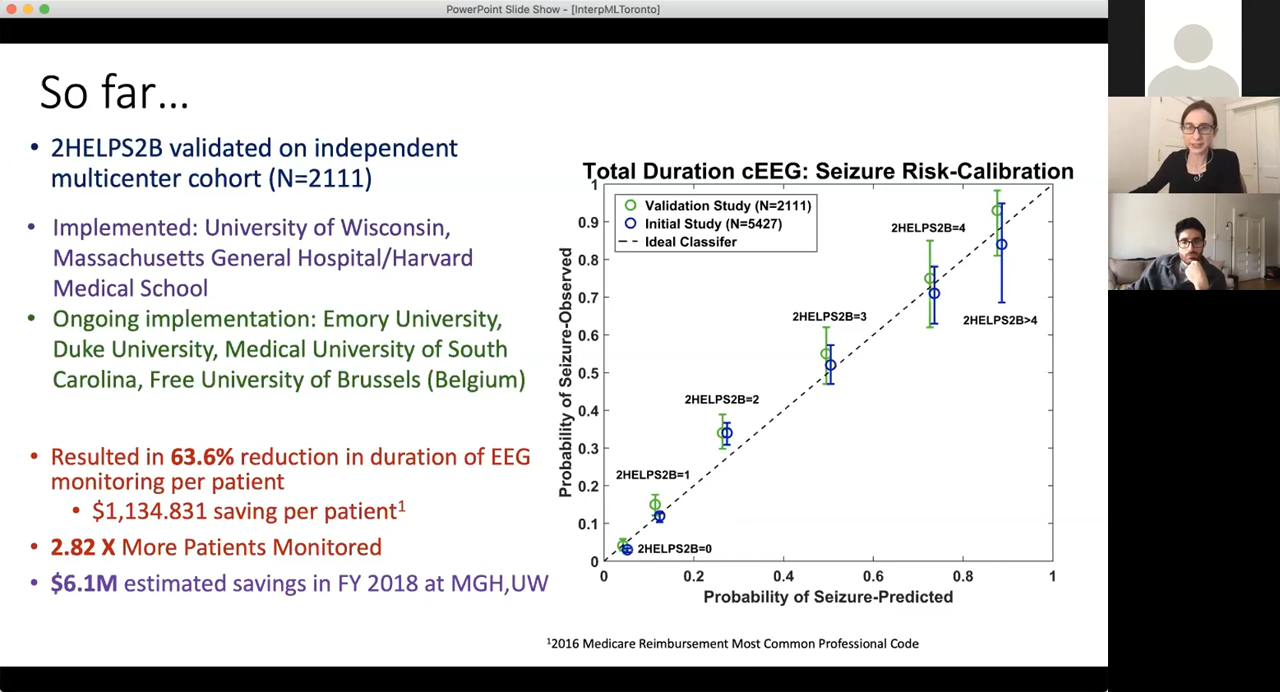 PowerPoint Slide Show - [InterpMLToronto]
So far...
• 2HELPS2B validated on independent
multicenter cohort (N=2111)
• Implemented: University of Wisconsin,
Massachusetts General Hospital/Harvard
Medical School
• Ongoing implementation: Emory University,
Duke University, Medical University of South
Carolina, Free University of Brussels (Belgium)
• Resulted in 63.6% reduction in duration of EEG
monitoring per patient
• $1,134.831 saving per patient¹
• 2.82 X More Patients Monitored
• $6.1M estimated savings in FY 2018 at MGH,UW
Total Duration cEEG: Seizure Risk-Calibration
Validation Study (N=2111)
Initial Study (N=5427)
Ideal Classifer
2HELPS2B=4
2HELPS2B>4
2HELPS2B=3
2HELPS2B=2
2HELPS2B=1
2HELPS2B=0
Probability of Seizure-Observed
1
0.9
0.8
0.7
0.6
0.5
0.4
0.3
0.2
0.1
0
0 0.2 0.4 0.6 0.8 1
Probability of Seizure-Predicted
¹2016 Medicare Reimbursement Most Common Professional Code